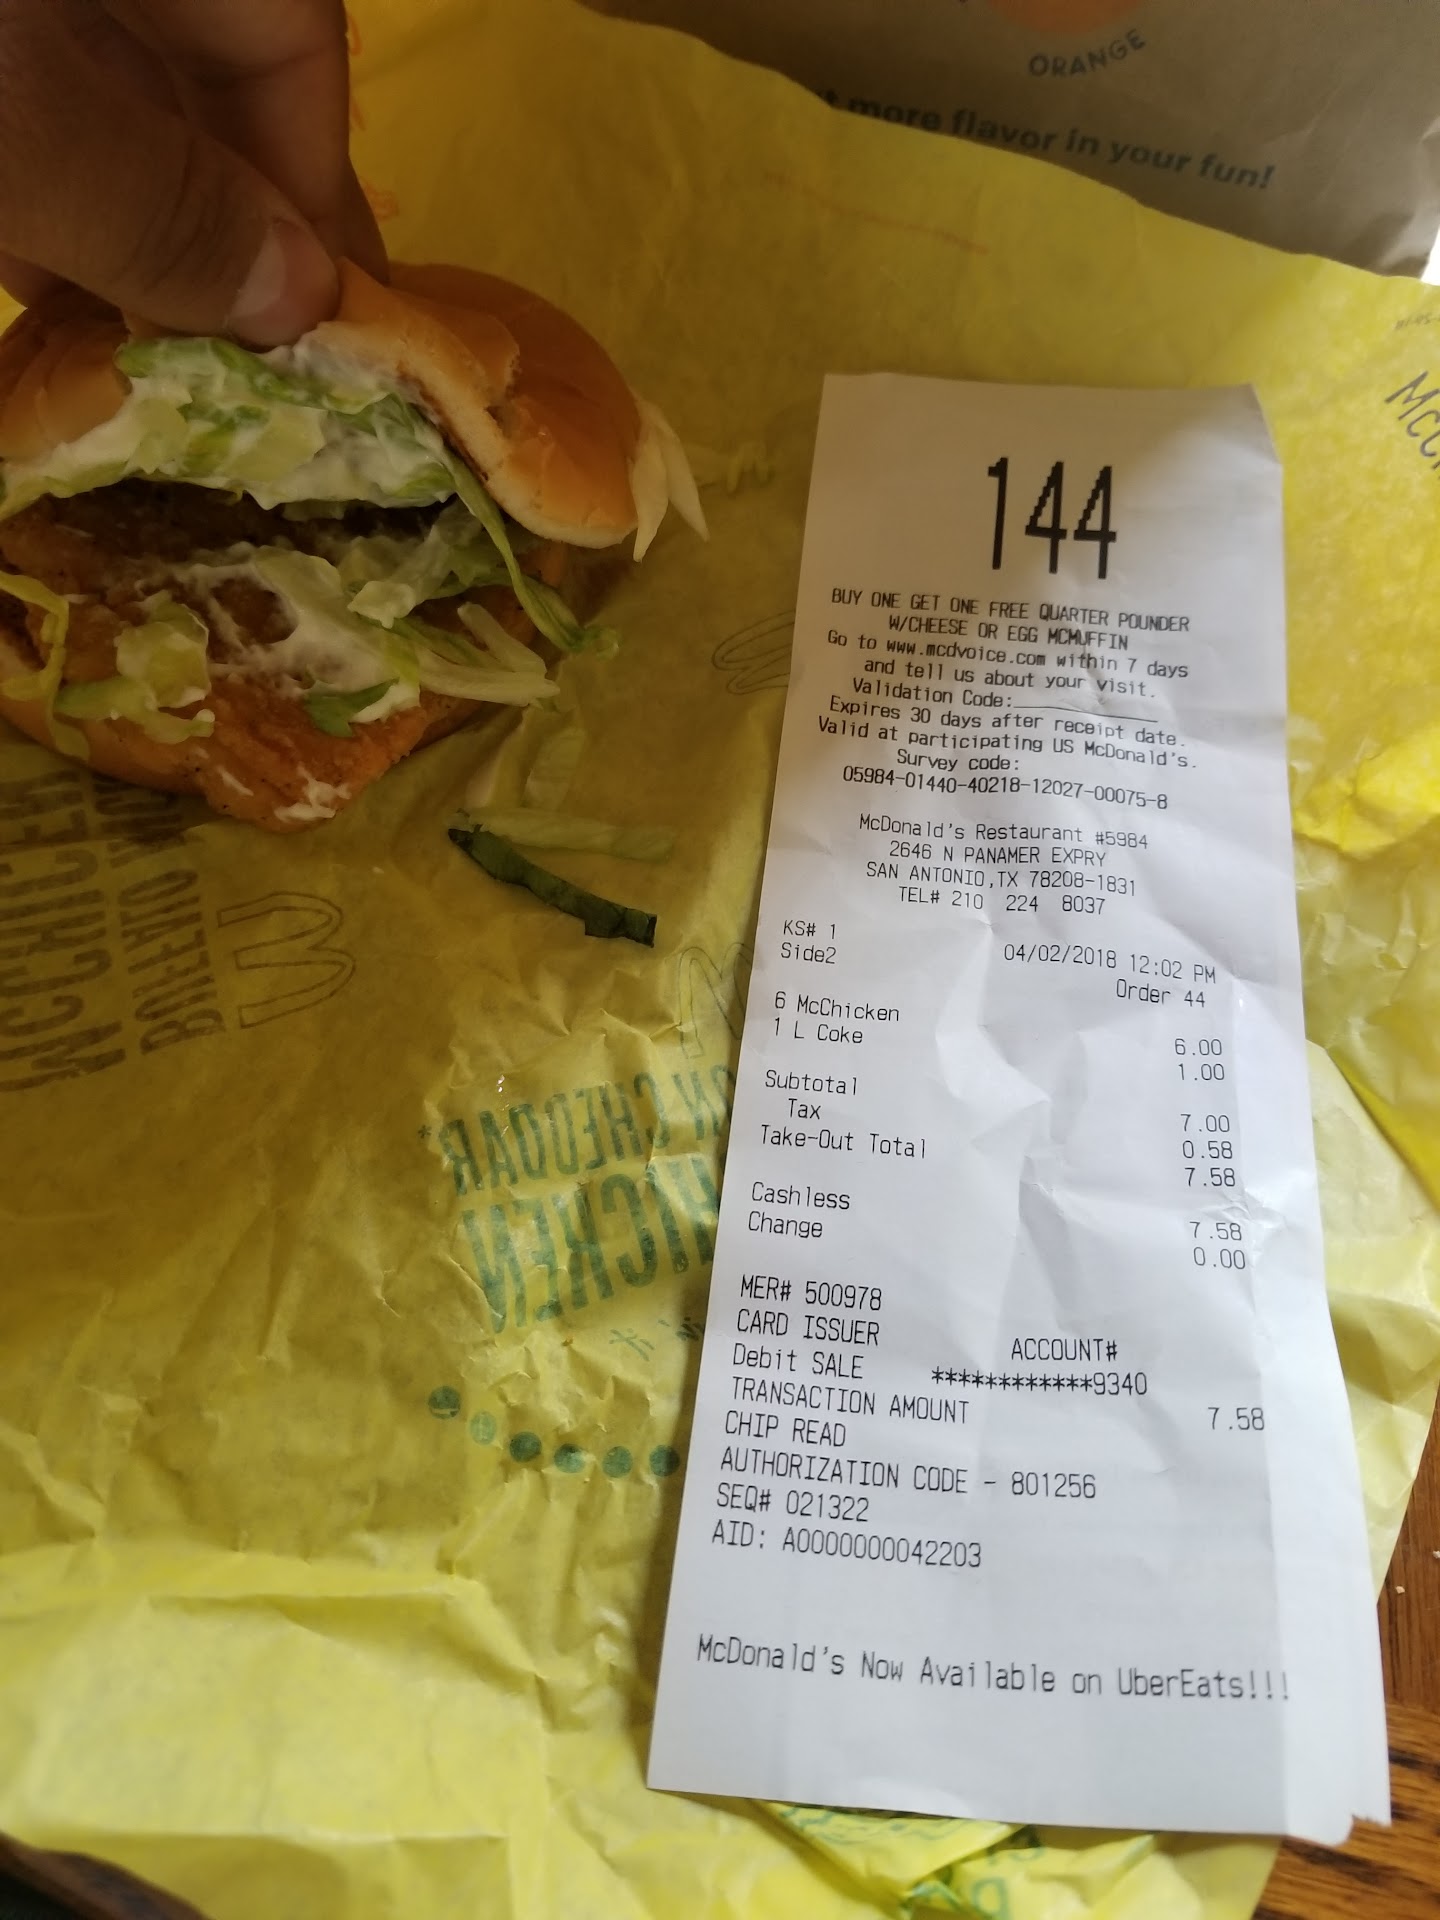 ORANGE
more flavor in your fun!
144
BUY ONE GET ONE FREE QUARTER POUNDER
W/CHEESE OR EGG MCMUFFIN
Go to www.mcdvoice.com within 7 days
and tell us about your visit.
Validation Code:
Expires 30 days after receipt date.
Valid at participating US McDonald's.
Survey code:
05984-01440-40218-12027-00075-8
McDonald's Restaurant #5984
2646 N PANAMER EXPRY
SAN ANTONIO,TX 78208-1831
TEL# 210 224 8037
KS# 1
Side2 04/02/2018 12:02 PM
Order 44
6 McChicken 6.00
1 L Coke 1.00
Subtotal 7.00
Tax 0.58
Take-Out Total 7.58
Cashless 7.58
Change 0.00
MER# 500978
CARD ISSUER ACCOUNT#
Debit SALE ************9340
TRANSACTION AMOUNT 7.58
CHIP READ
AUTHORIZATION CODE - 801256
SEQ# 021322
AID: A0000000042203
McDonald's Now Available on UberEats!!!
MCCHICKEN
ON CHEDDAR*